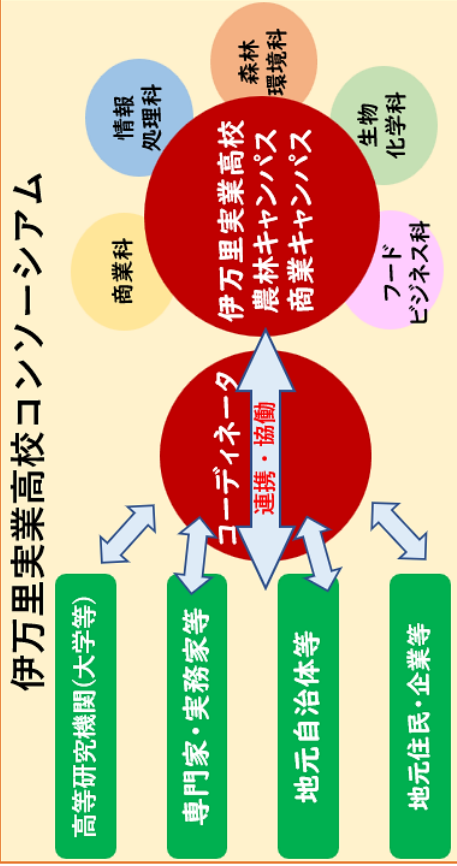 伊万里実業高校コンソーシアム
高等研究機関(大学等)
専門家・実務家等
地元自治体等
地元住民・企業等
コーディネータ
連携・協働
伊万里実業高校
農林キャンパス
商業キャンパス
商業科
情報
処理科
森林
環境科
生物
化学科
フード
ビジネス科